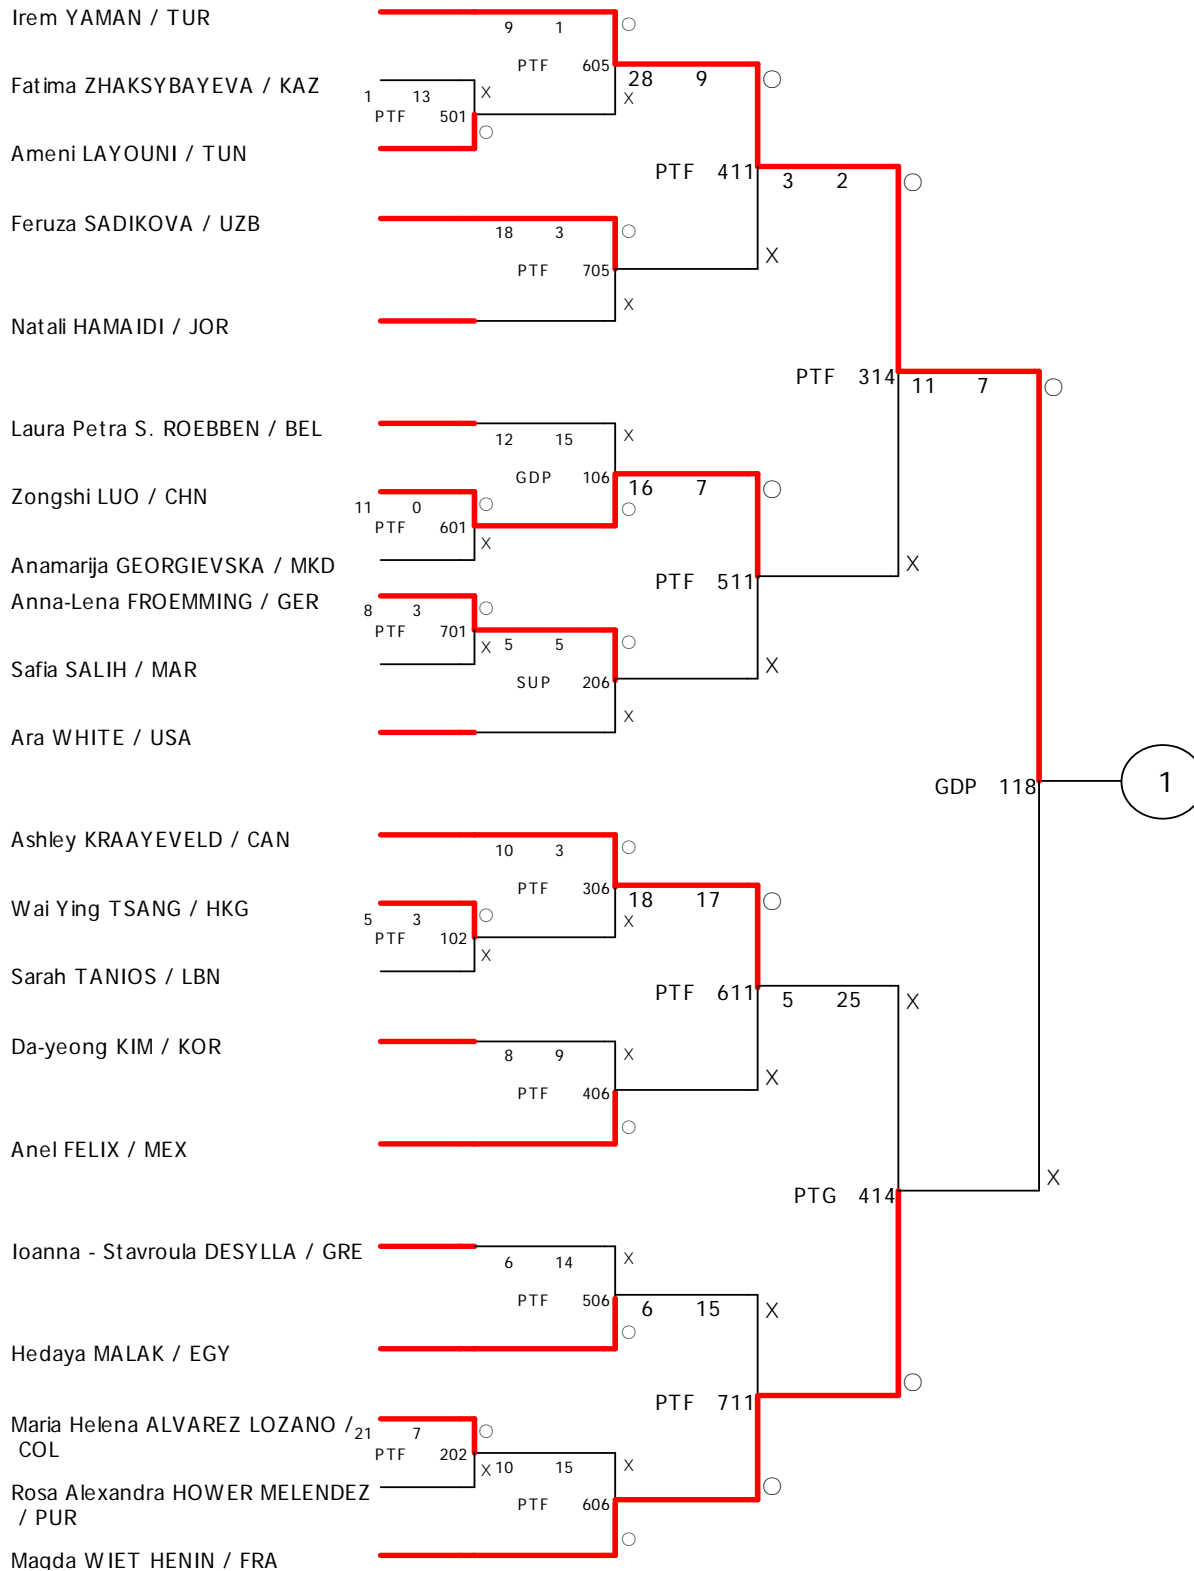 Irem YAMAN / TUR
9 1 ○
PTF 605
28 9 ○
Fatima ZHAKSYBAYEVA / KAZ
1 13 X
X
PTF 501
○
Ameni LAYOUNI / TUN
PTF 411
3 2 ○
Feruza SADIKOVA / UZB
18 3 ○
PTF 705
X
X
Natali HAMAIDI / JOR
PTF 314
11 7 ○
Laura Petra S. ROEBBEN / BEL
12 15 X
GDP 106
16 7 ○
Zongshi LUO / CHN
11 0 ○
○
PTF 601
X
Anamarija GEORGIEVSKA / MKD
PTF 511
X
Anna-Lena FROEMMING / GER
8 3 ○
PTF 701
X
5 5 ○
Safia SALIH / MAR
SUP 206
X
X
Ara WHITE / USA
GDP 118
1
Ashley KRAAYEVELD / CAN
10 3 ○
PTF 306
18 17 ○
Wai Ying TSANG / HKG
5 3 ○
X
PTF 102
X
Sarah TANIOS / LBN
PTF 611
5 25 X
Da-yeong KIM / KOR
8 9 X
X
PTF 406
○
Anel FELIX / MEX
X
PTG 414
Ioanna - Stavroula DESYLLA / GRE
6 14 X
PTF 506
6 15 X
○
Hedaya MALAK / EGY
PTF 711
○
Maria Helena ALVAREZ LOZANO /
COL
21 7 ○
PTF 202
X
10 15 X
○
Rosa Alexandra HOWER MELENDEZ
/ PUR
PTF 606
○
Magda WIET HENIN / FRA